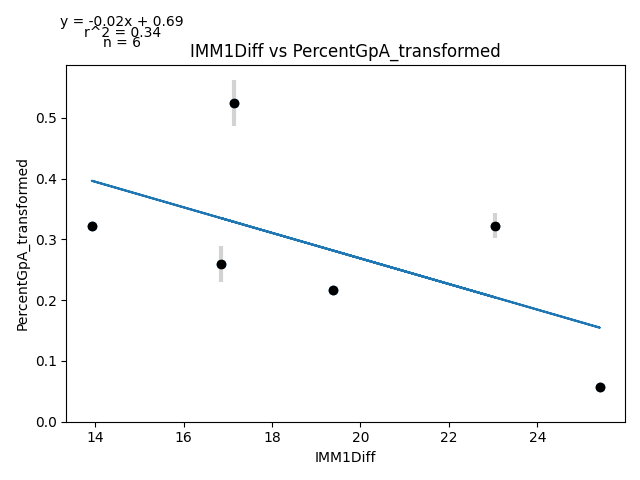 y = -0.02x + 0.69
r^2 = 0.34
n = 6
IMM1Diff vs PercentGpA_transformed
PercentGpA_transformed
0.5
0.4
0.3
0.2
0.1
0.0
14 16 18 20 22 24
IMM1Diff